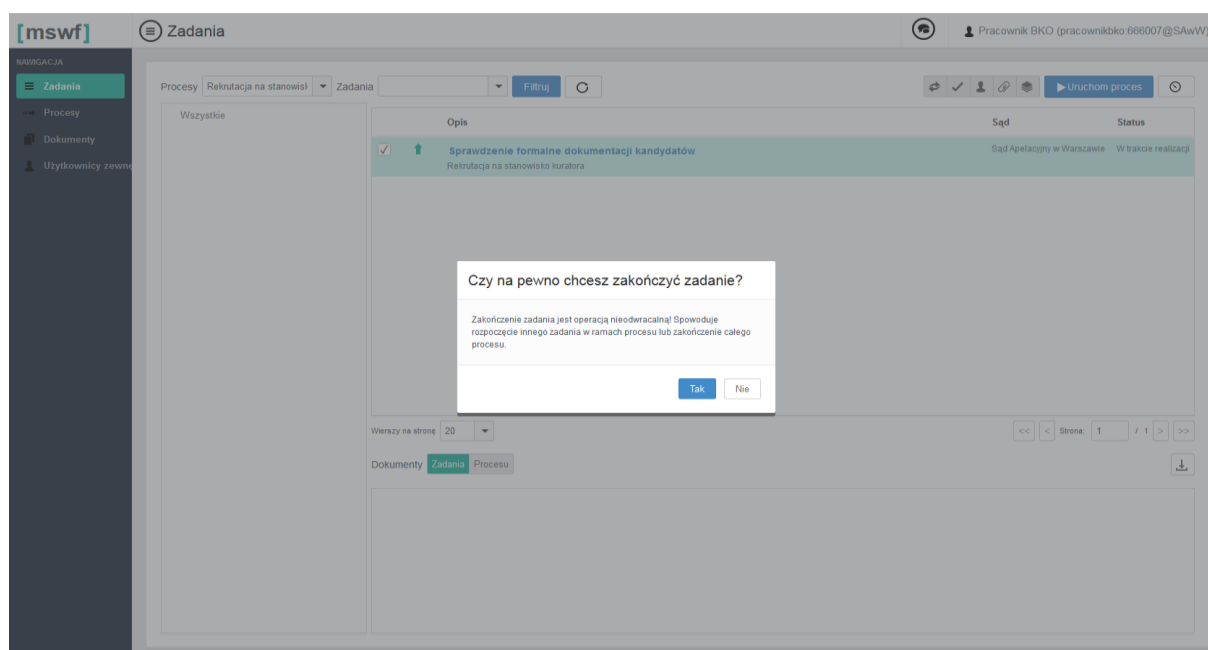 [mswf]
Zadania
Pracownik BKO (pracownikbko:666007@SAwW)
NAWIGACJA
Zadania
Procesy
Dokumenty
Użytkownicy zewnę
Procesy Rekrutacja na stanowisk Zadania Filtruj Uruchom proces
Wszystkie
Opis Sąd Status
Sprawdzenie formalne dokumentacji kandydatów Sąd Apelacyjny w Warszawie W trakcie realizacji
Rekrutacja na stanowisko kuratora
Czy na pewno chcesz zakończyć zadanie?
Zakończenie zadania jest operacją nieodwracalną! Spowoduje
rozpoczęcie innego zadania w ramach procesu lub zakończenie całego
procesu.
Tak Nie
Wierszy na stronę 20 << < Strona: 1 / 1 > >>
Dokumenty Zadania Procesu